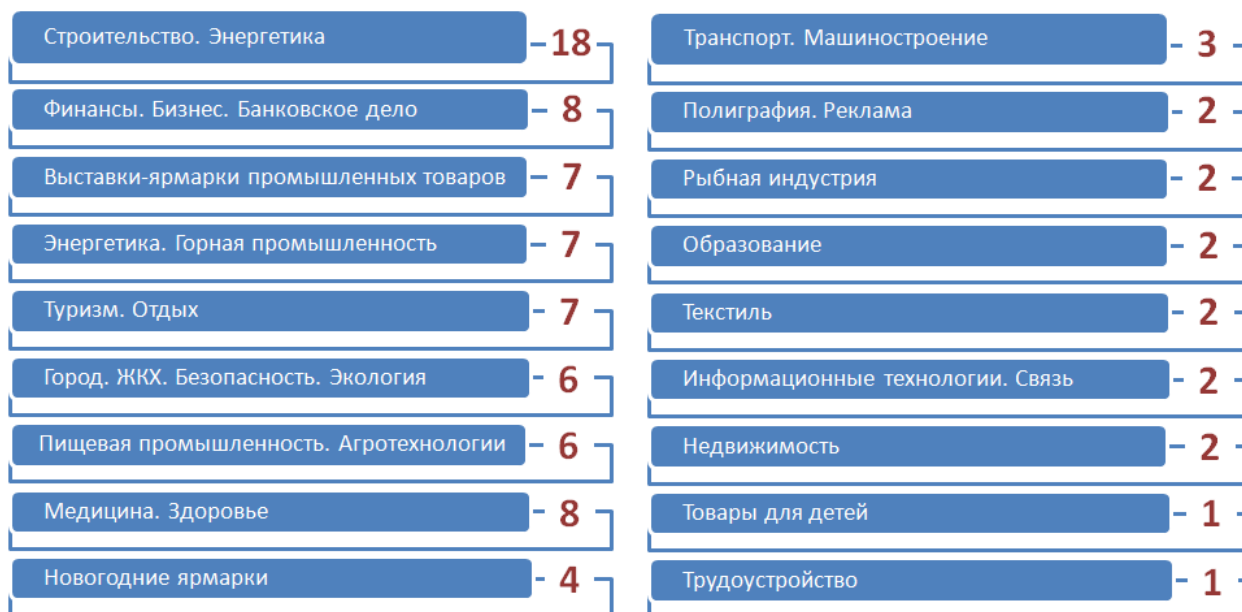 Строительство. Энергетика
18
Финансы. Бизнес. Банковское дело
8
Выставки-ярмарки промышленных товаров
7
Энергетика. Горная промышленность
7
Туризм. Отдых
7
Город. ЖКХ. Безопасность. Экология
6
Пищевая промышленность. Агротехнологии
6
Медицина. Здоровье
8
Новогодние ярмарки
4
Транспорт. Машиностроение
3
Полиграфия. Реклама
2
Рыбная индустрия
2
Образование
2
Текстиль
2
Информационные технологии. Связь
2
Недвижимость
2
Товары для детей
1
Трудоустройство
1